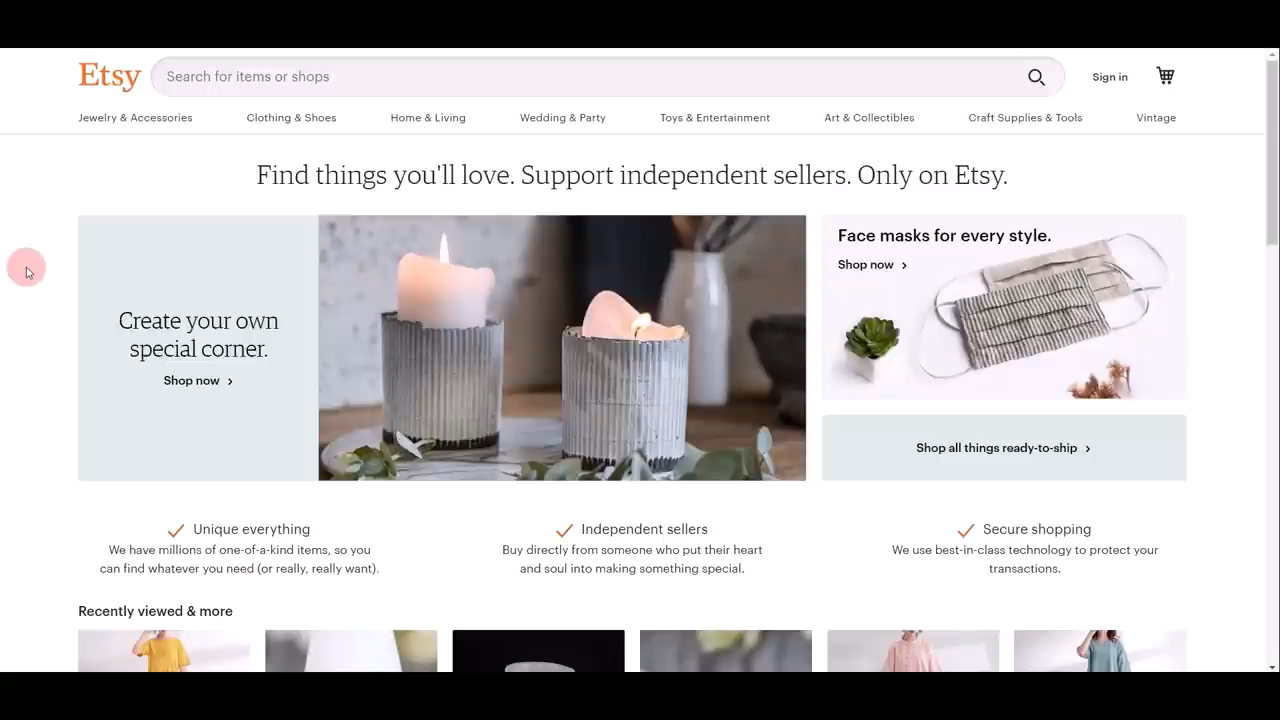 Etsy
Search for items or shops
Sign in
Jewelry & Accessories
Clothing & Shoes
Home & Living
Wedding & Party
Toys & Entertainment
Art & Collectibles
Craft Supplies & Tools
Vintage
Find things you'll love. Support independent sellers. Only on Etsy.
Create your own
special corner.
Shop now
Face masks for every style.
Shop now
Shop all things ready-to-ship
Unique everything
We have millions of one-of-a-kind items, so you
can find whatever you need (or really, really want).
Independent sellers
Buy directly from someone who put their heart
and soul into making something special.
Secure shopping
We use best-in-class technology to protect your
transactions.
Recently viewed & more